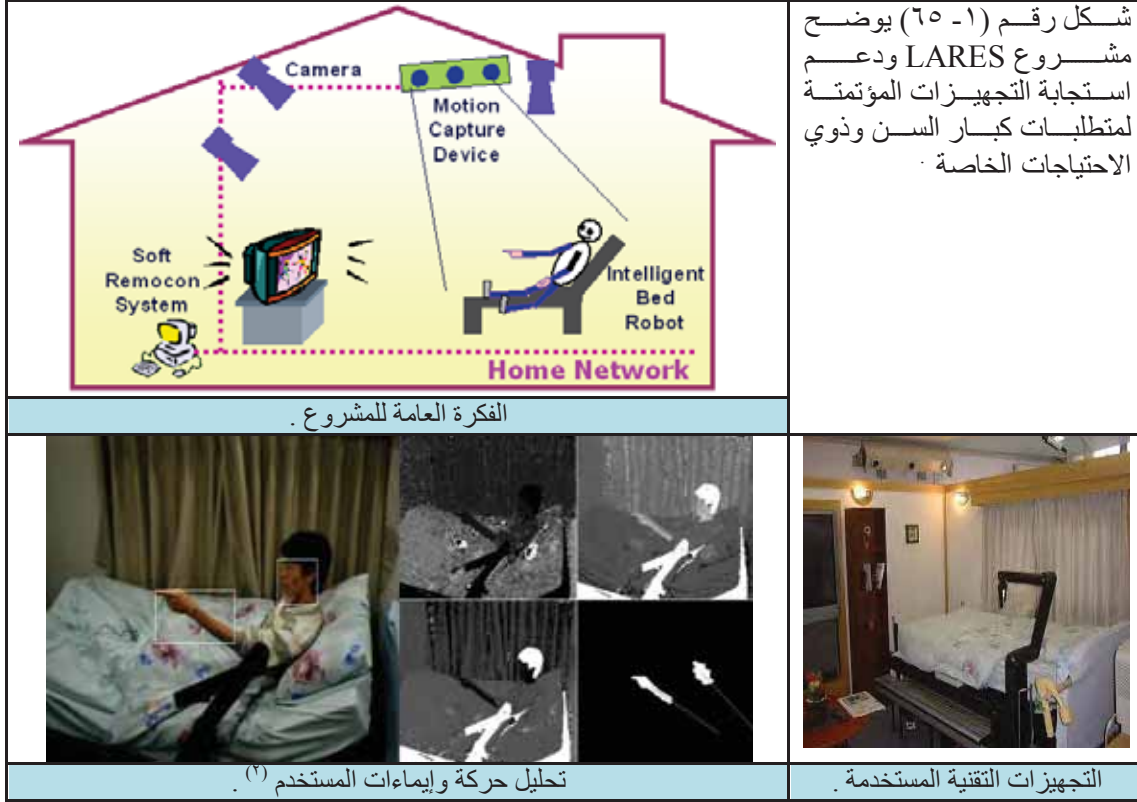 شكل رقم (١- ٦٥) يوضح
مشروع LARES ودعم
استجابة التجهيزات المؤتمتة
لمتطلبات كبار السن وذوي
الاحتياجات الخاصة .
Camera
Motion
Capture
Device
Soft
Remocon
System
Intelligent
Bed
Robot
Home Network
الفكرة العامة للمشروع .
التجهيزات التقنية المستخدمة .
تحليل حركة وإيماءات المستخدم (٢) .